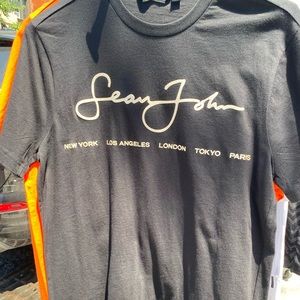 Sean John
NEW YORK LOS ANGELES LONDON TOKYO PARIS